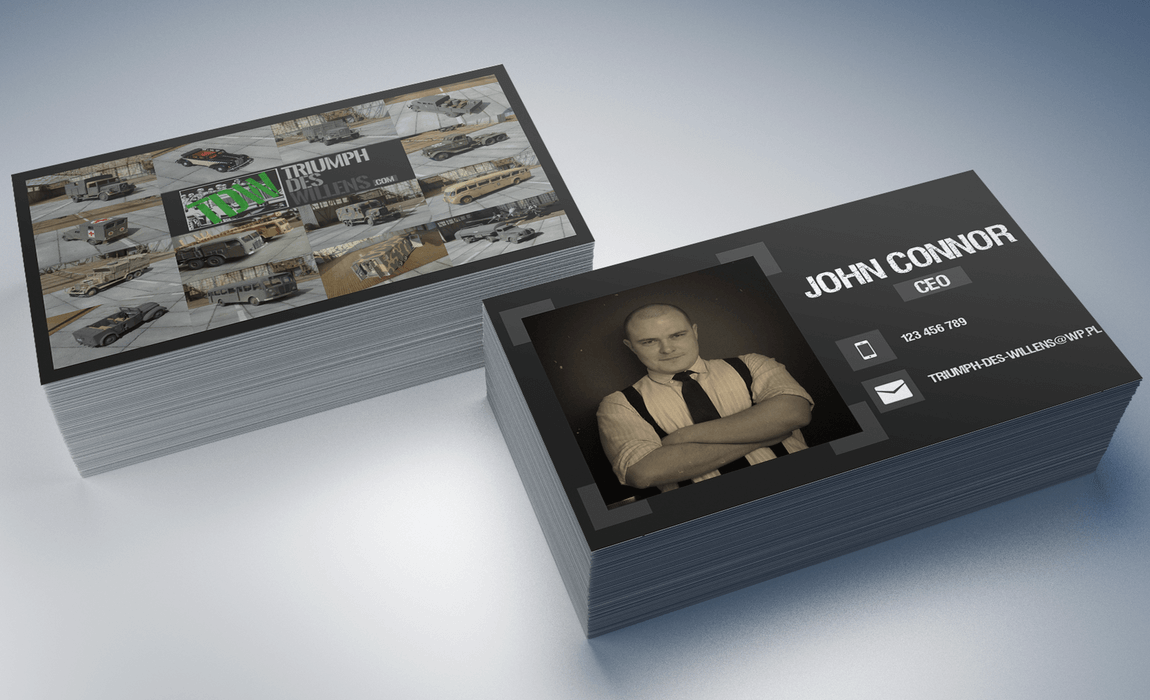 TDW
TRIUMPH
DES
WILLENS.COM
JOHN CONNOR
CEO
123 456 789
TRIUMPH-DES-WILLENS@WP.PL